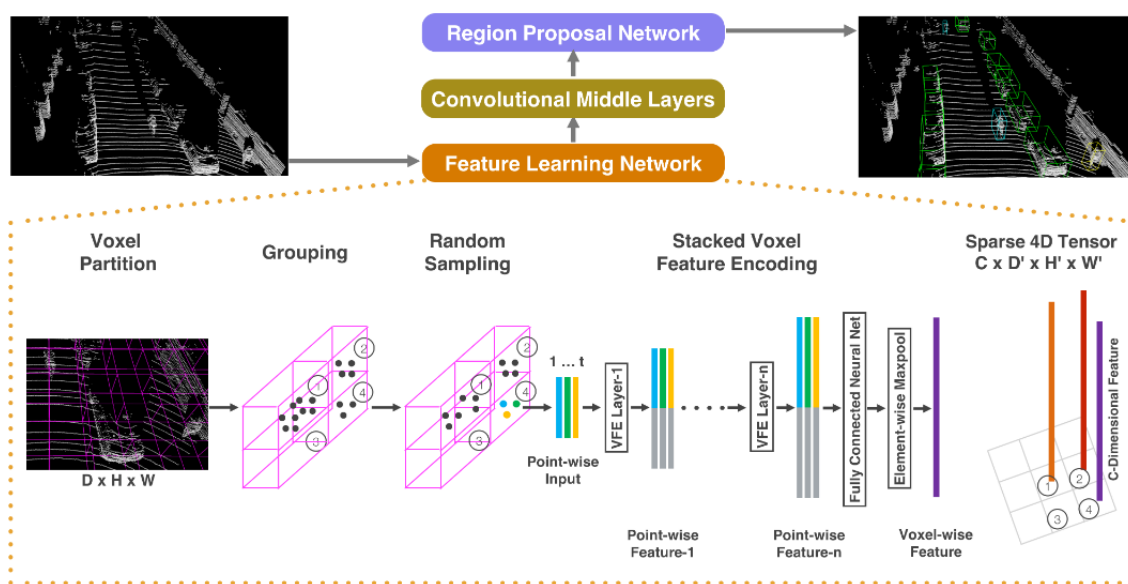 Region Proposal Network
Convolutional Middle Layers
Feature Learning Network
Voxel
Partition
Grouping
Random
Sampling
Stacked Voxel
Feature Encoding
Sparse 4D Tensor
C x D' x H' x W'
D x H x W
1
2
3
4
1
2
3
4
1 ... t
Point-wise
Input
VFE Layer-1
Point-wise
Feature-1
VFE Layer-n
Point-wise
Feature-n
Fully Connected Neural Net
Element-wise Maxpool
Voxel-wise
Feature
C-Dimensional Feature
1
2
3
4